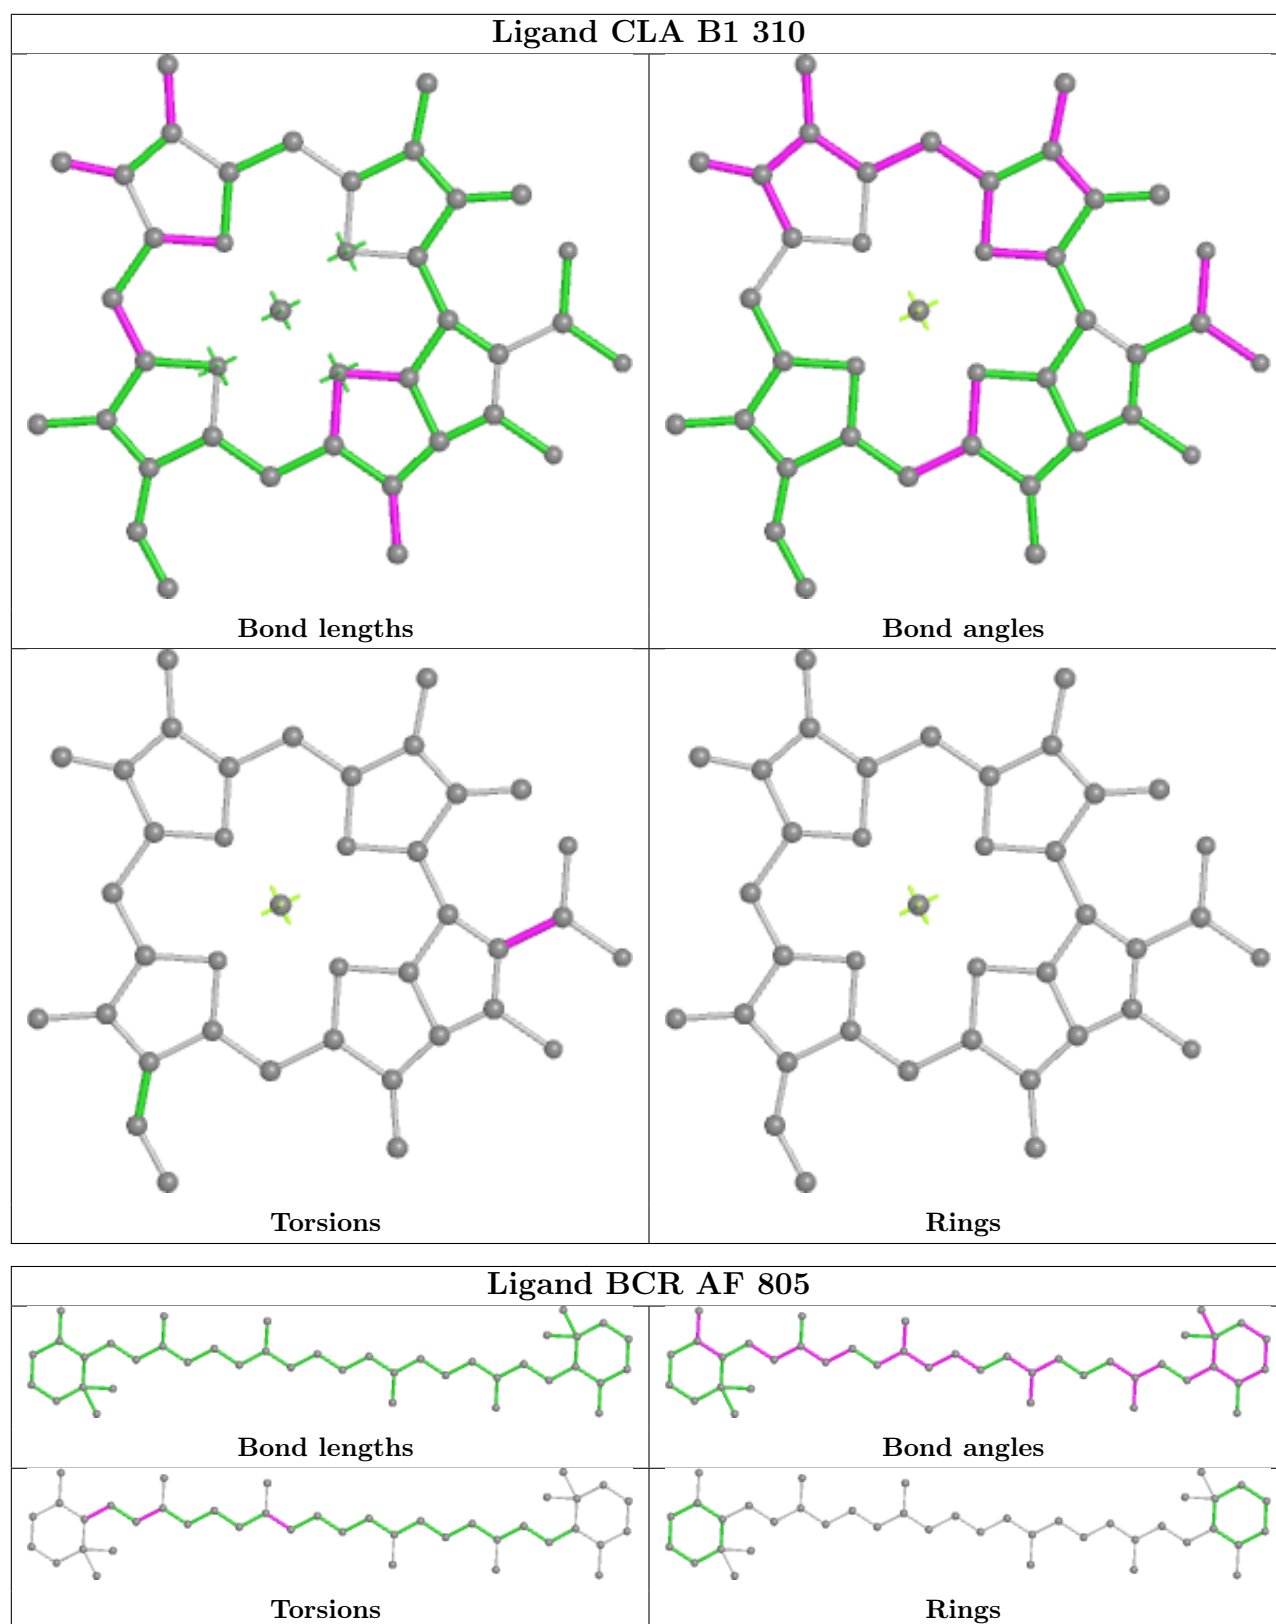 Ligand CLA B1 310
Bond lengths
Bond angles
Torsions
Rings
Ligand BCR AF 805
Bond lengths
Bond angles
Torsions
Rings